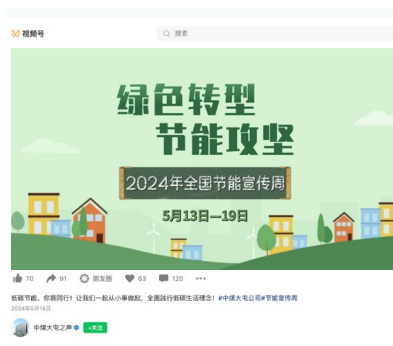 视频号
搜索
绿色转型
节能攻坚
2024年全国节能宣传周
5月13日—19日
70 91 朋友圈 63 120
低碳节能，你我同行！让我们一起从小事做起，全面践行低碳生活理念！#中煤大屯公司#节能宣传周
2024年5月14日
中煤大屯之声 +关注